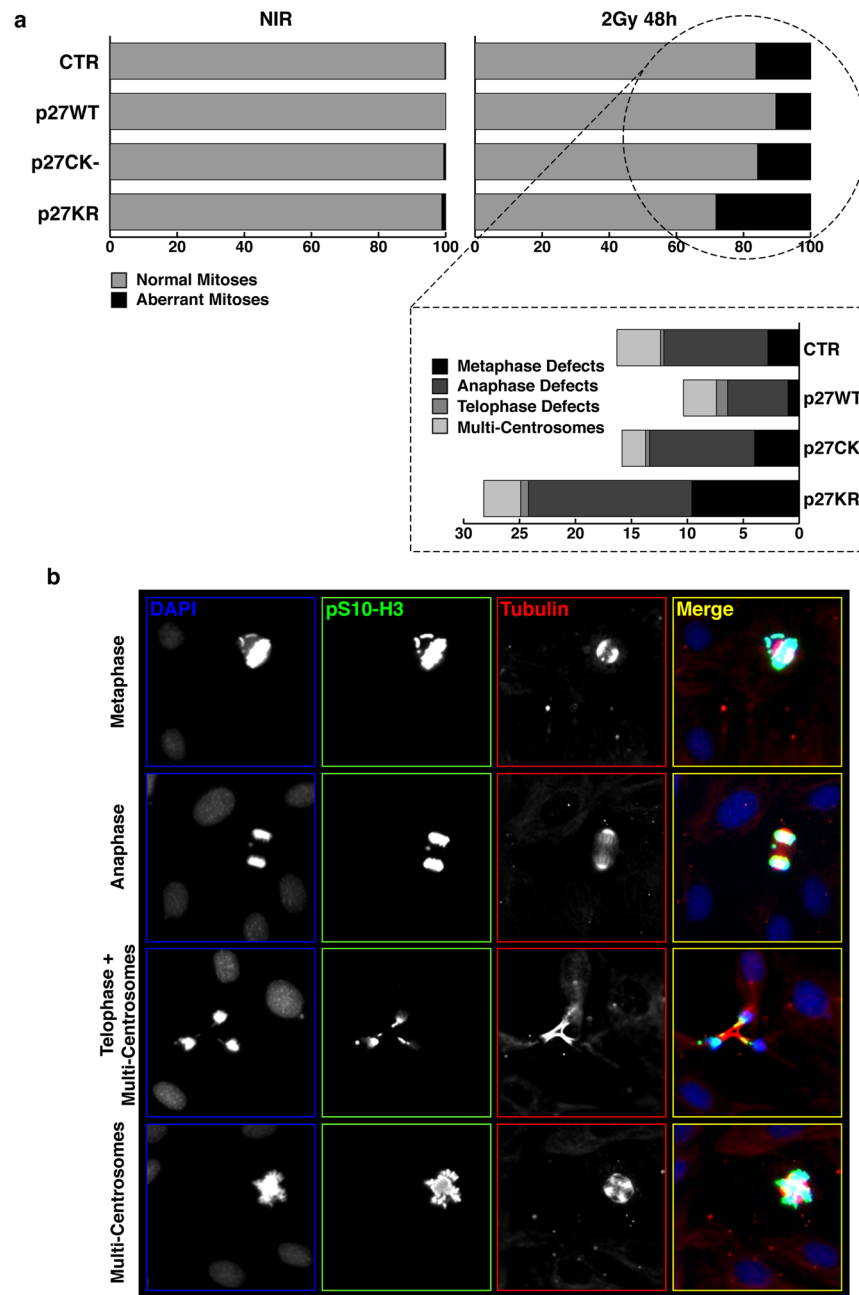 a
NIR
2Gy 48h
CTR
p27WT
p27CK-
p27KR
0 20 40 60 80 100
0 20 40 60 80 100
Normal Mitoses
Aberrant Mitoses
Metaphase Defects
Anaphase Defects
Telophase Defects
Multi-Centrosomes
CTR
p27WT
p27CK
p27KR
30 25 20 15 10 5 0
b
DAPI
pS10-H3
Tubulin
Merge
Metaphase
Anaphase
Telophase +
Multi-Centrosomes
Multi-Centrosomes